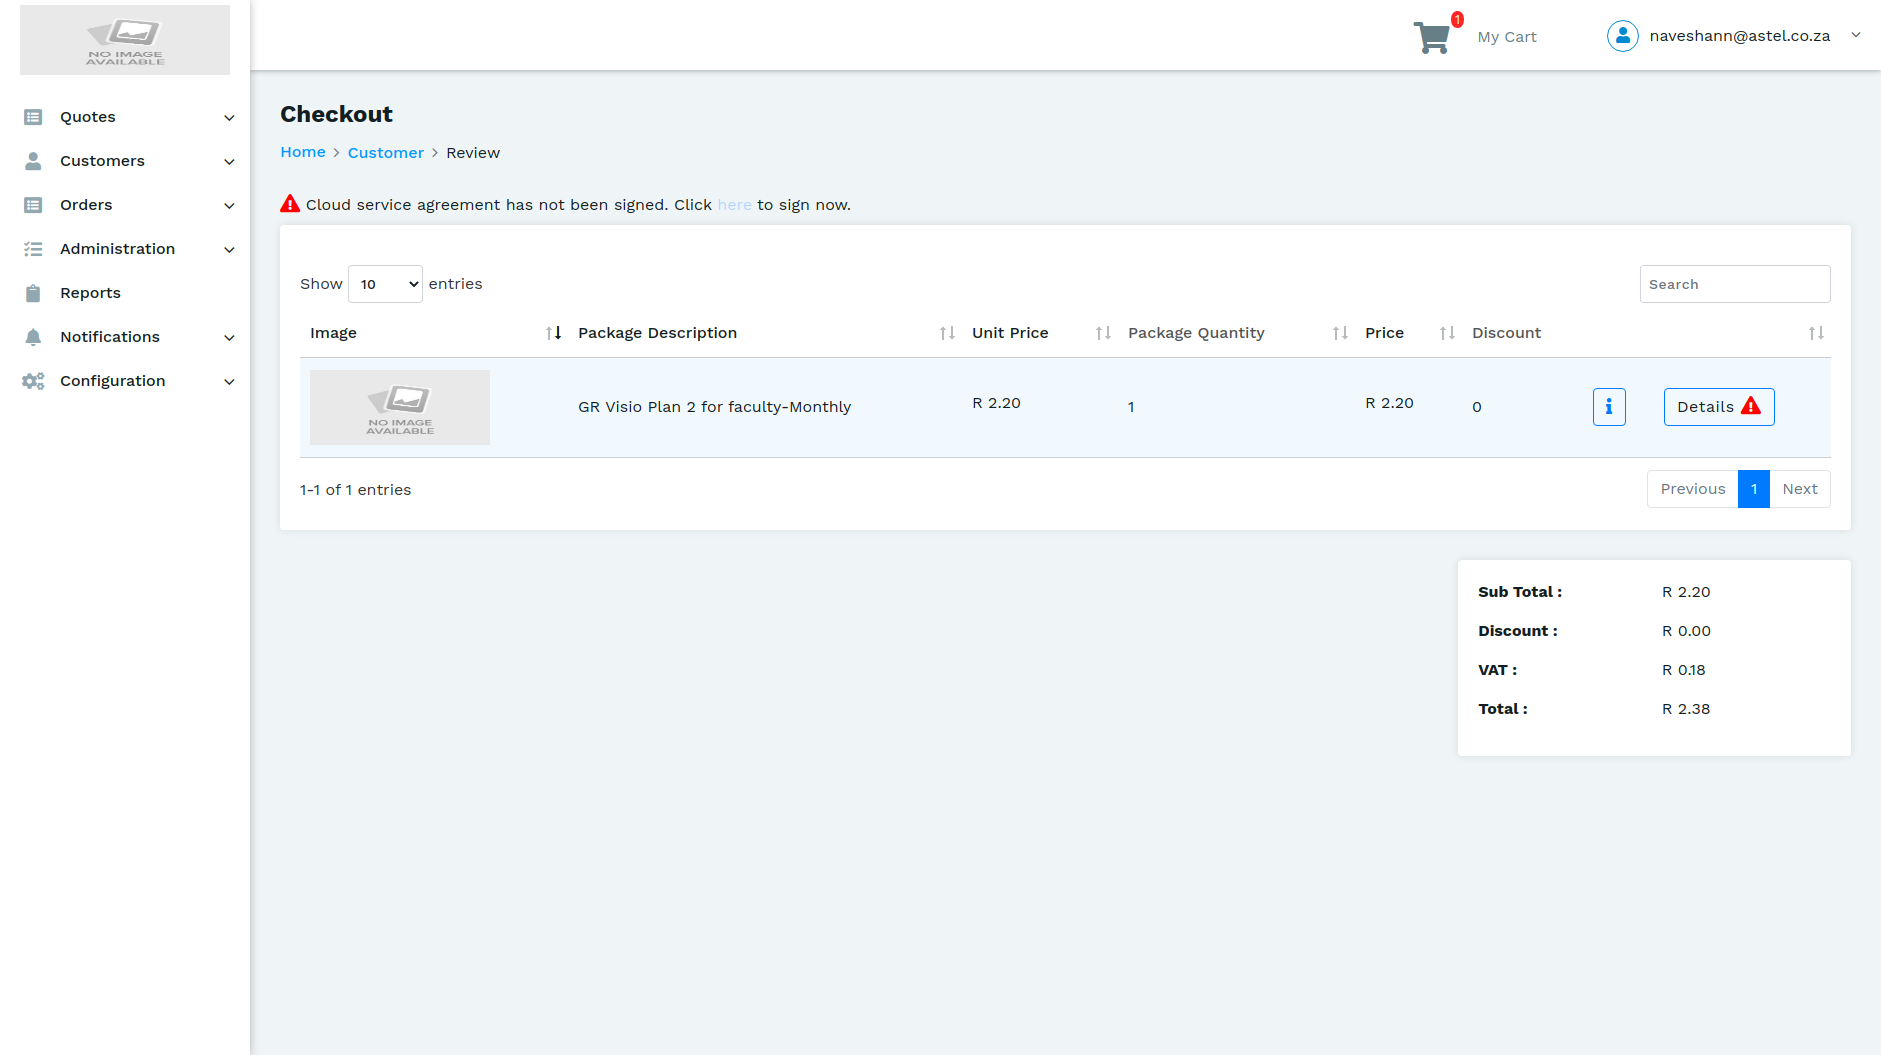 NO IMAGE
AVAILABLE
1
My Cart
naveshann@astel.co.za
Quotes
Customers
Orders
Administration
Reports
Notifications
Configuration
Checkout
Home > Customer > Review
Cloud service agreement has not been signed. Click here to sign now.
Show 10 entries
Search
Image Package Description Unit Price Package Quantity Price Discount
NO IMAGE
AVAILABLE
GR Visio Plan 2 for faculty-Monthly R 2.20 1 R 2.20 0 i Details
1-1 of 1 entries
Previous 1 Next
Sub Total : R 2.20
Discount : R 0.00
VAT : R 0.18
Total : R 2.38